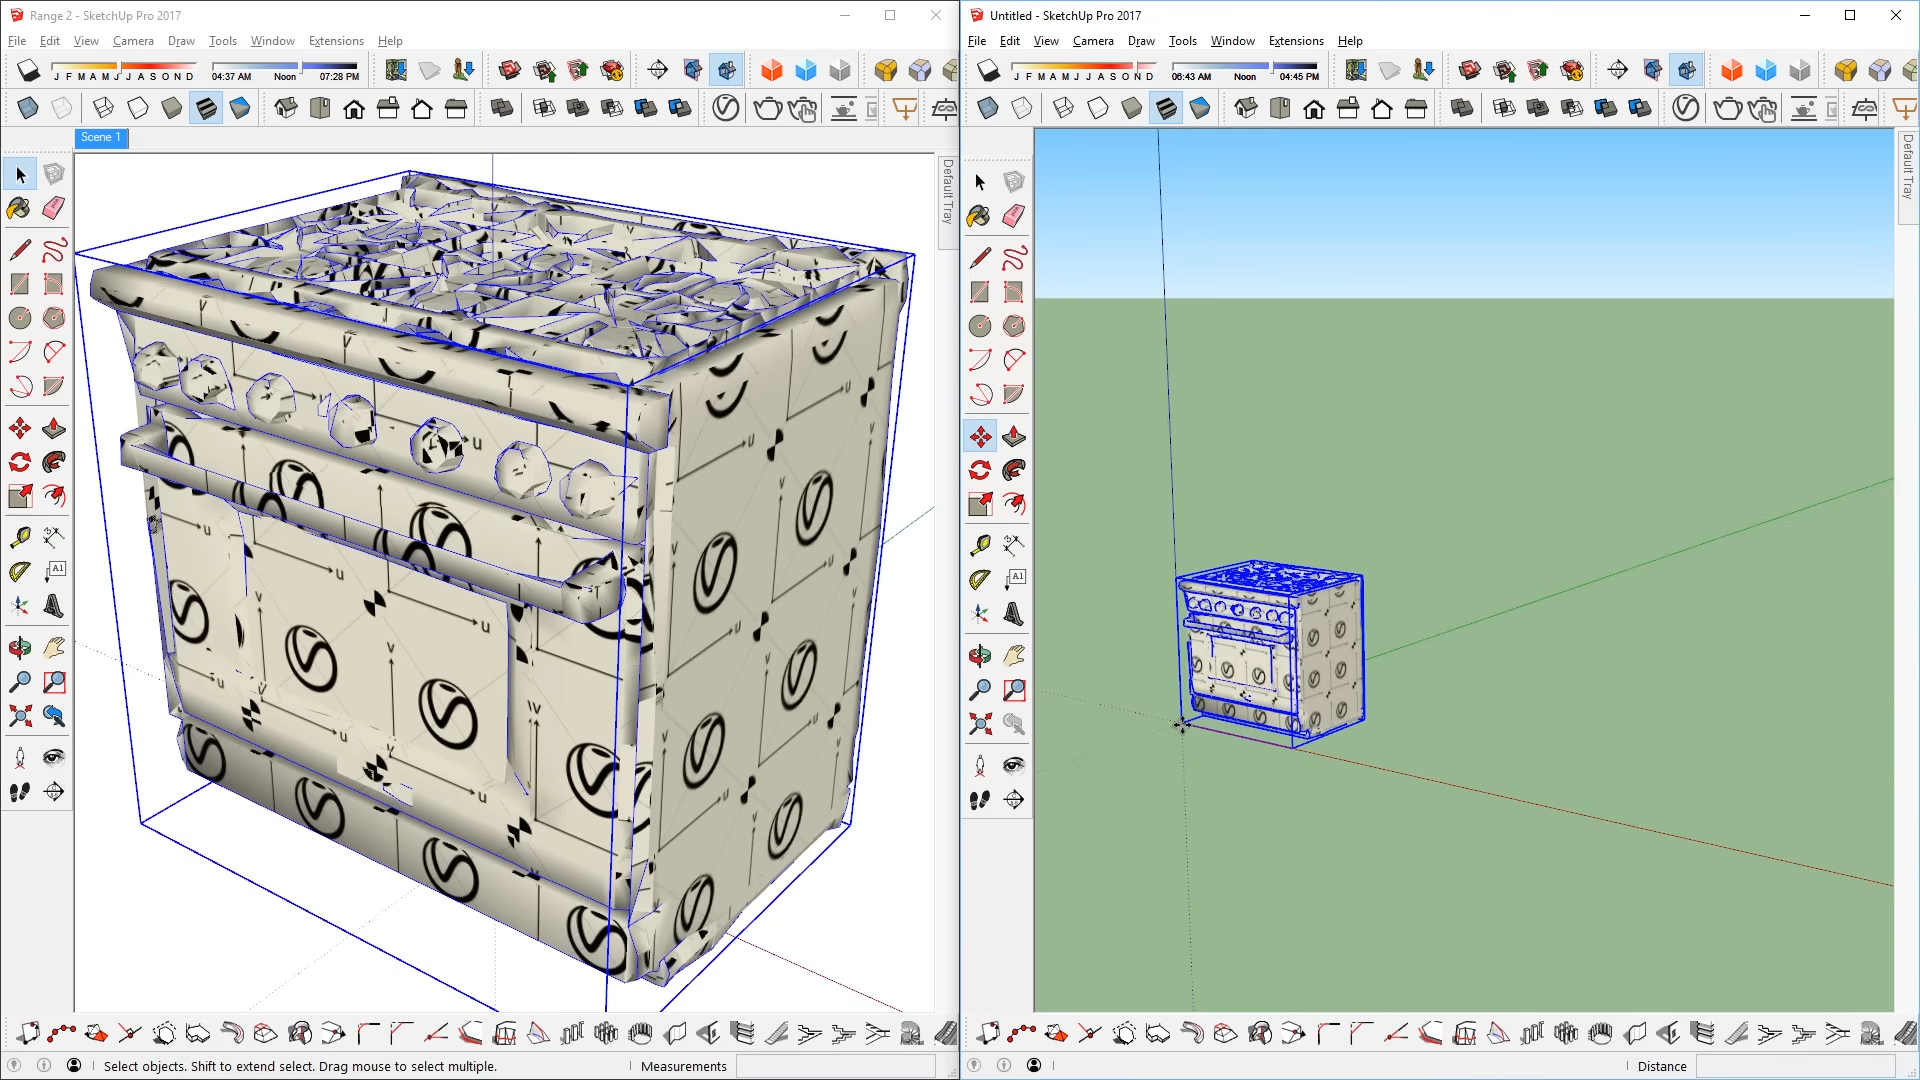 Range 2 - SketchUp Pro 2017
File Edit View Camera Draw Tools Window Extensions Help
J F M A M J J A S O N D
04:37 AM Noon 07:28 PM
Scene 1
Default Tray
A1
Select objects. Shift to extend select. Drag mouse to select multiple.
Measurements
Untitled - SketchUp Pro 2017
File Edit View Camera Draw Tools Window Extensions Help
J F M A M J J A S O N D
06:43 AM Noon 04:45 PM
Default Tray
A1
Distance